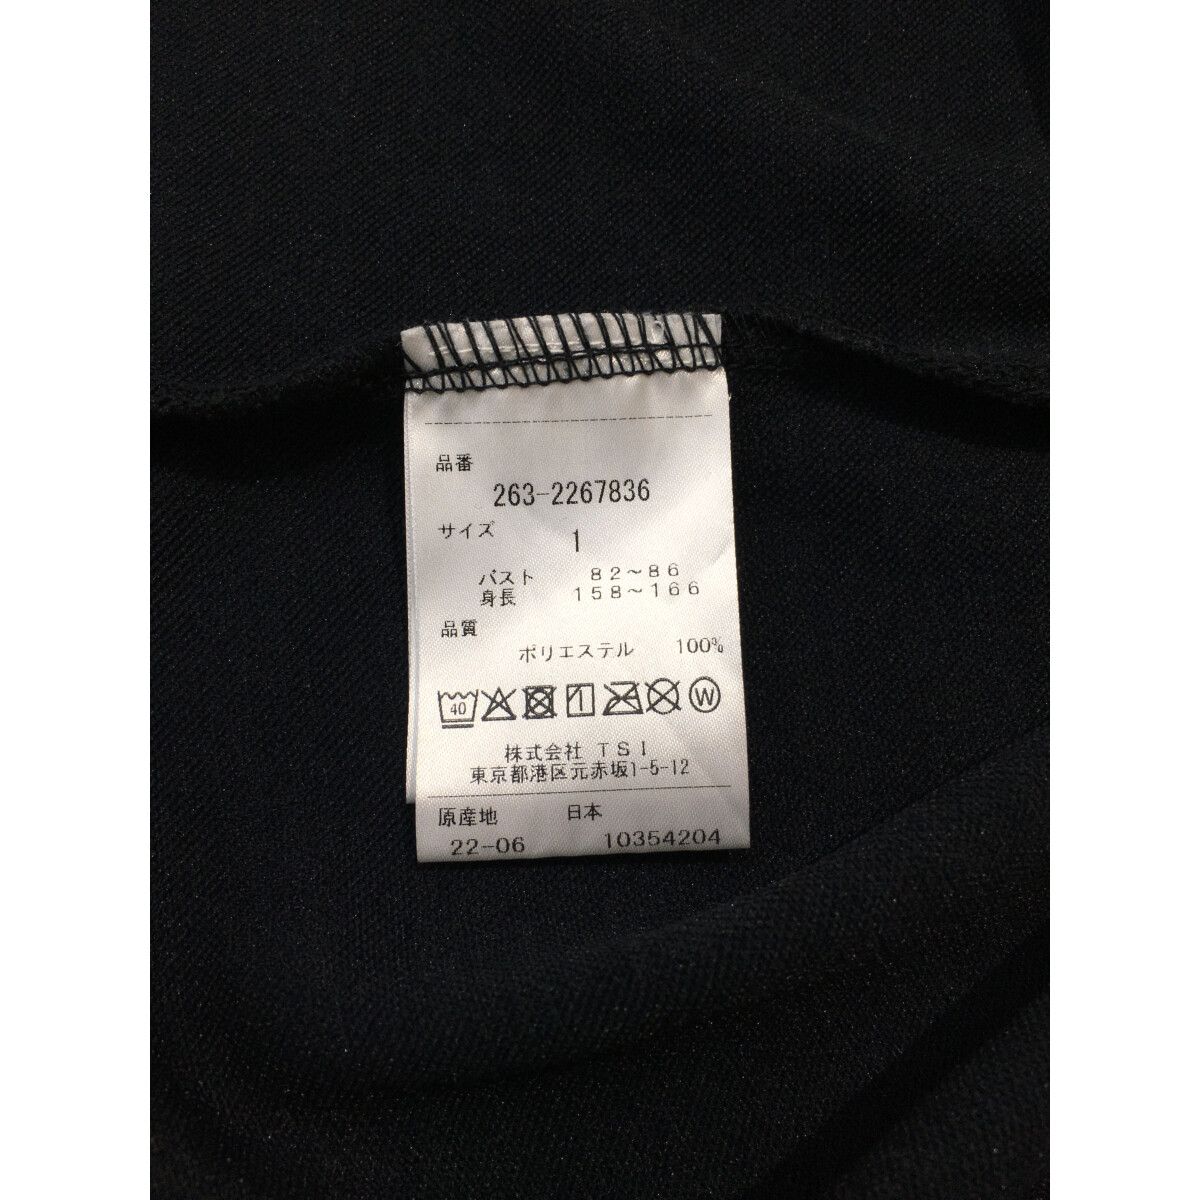 品番
263-2267836
サイズ 1
バスト 82～86
身長 158～166
品質
ポリエステル 100%
40 W
株式会社 TSI
東京都港区元赤坂1-5-12
原産地 日本
22-06 10354204